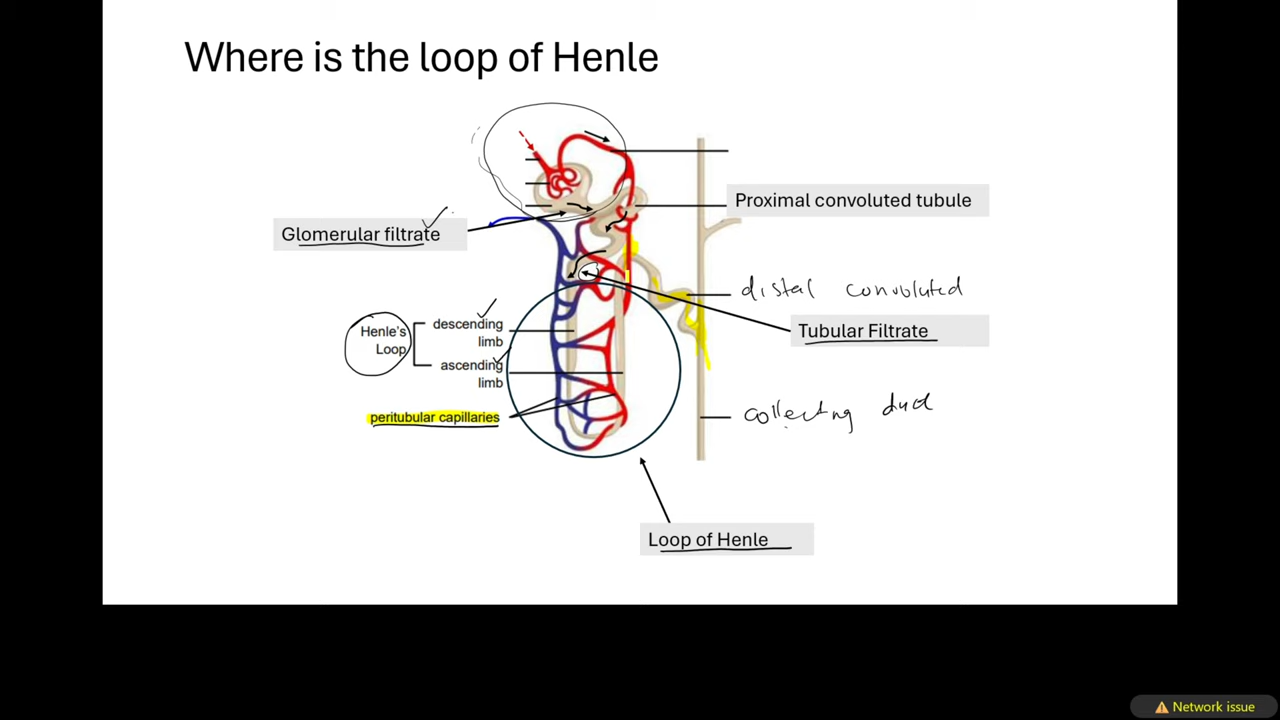 Where is the loop of Henle
Proximal convoluted tubule
Glomerular filtrate
distal convoluted
Tubular Filtrate
Henle's
Loop
descending
limb
ascending
limb
peritubular capillaries
collecting duct
Loop of Henle
Network issue